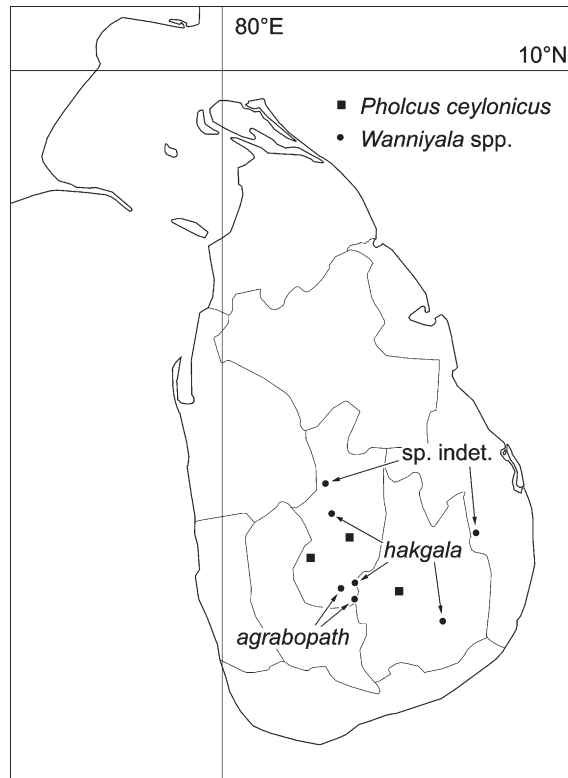 80°E
10°N
Pholcus ceylonicus
Wanniyala spp.
sp. indet.
hakgala
agrabopath